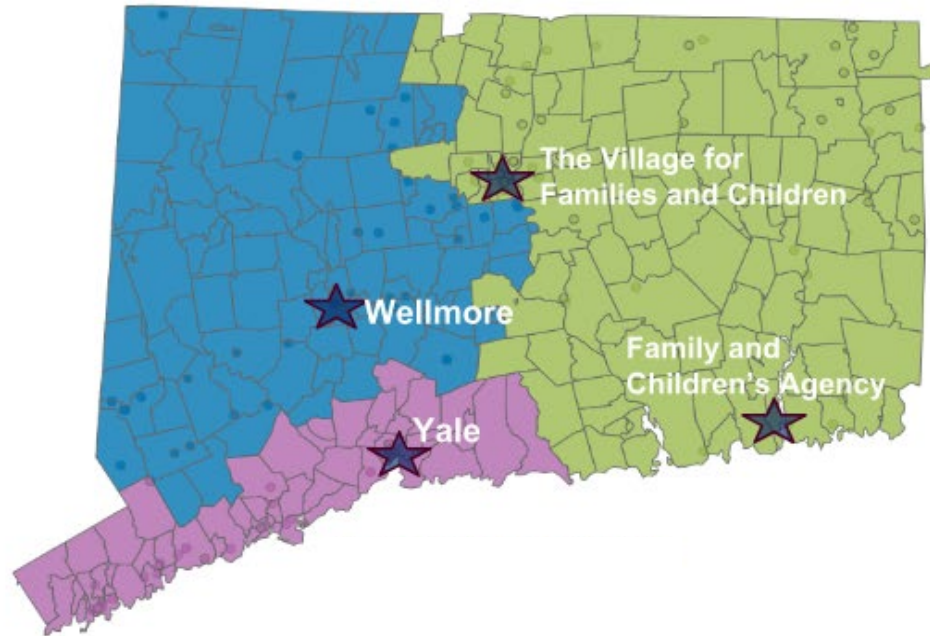 The Village for
Families and Children
Wellmore
Family and
Children's Agency
Yale